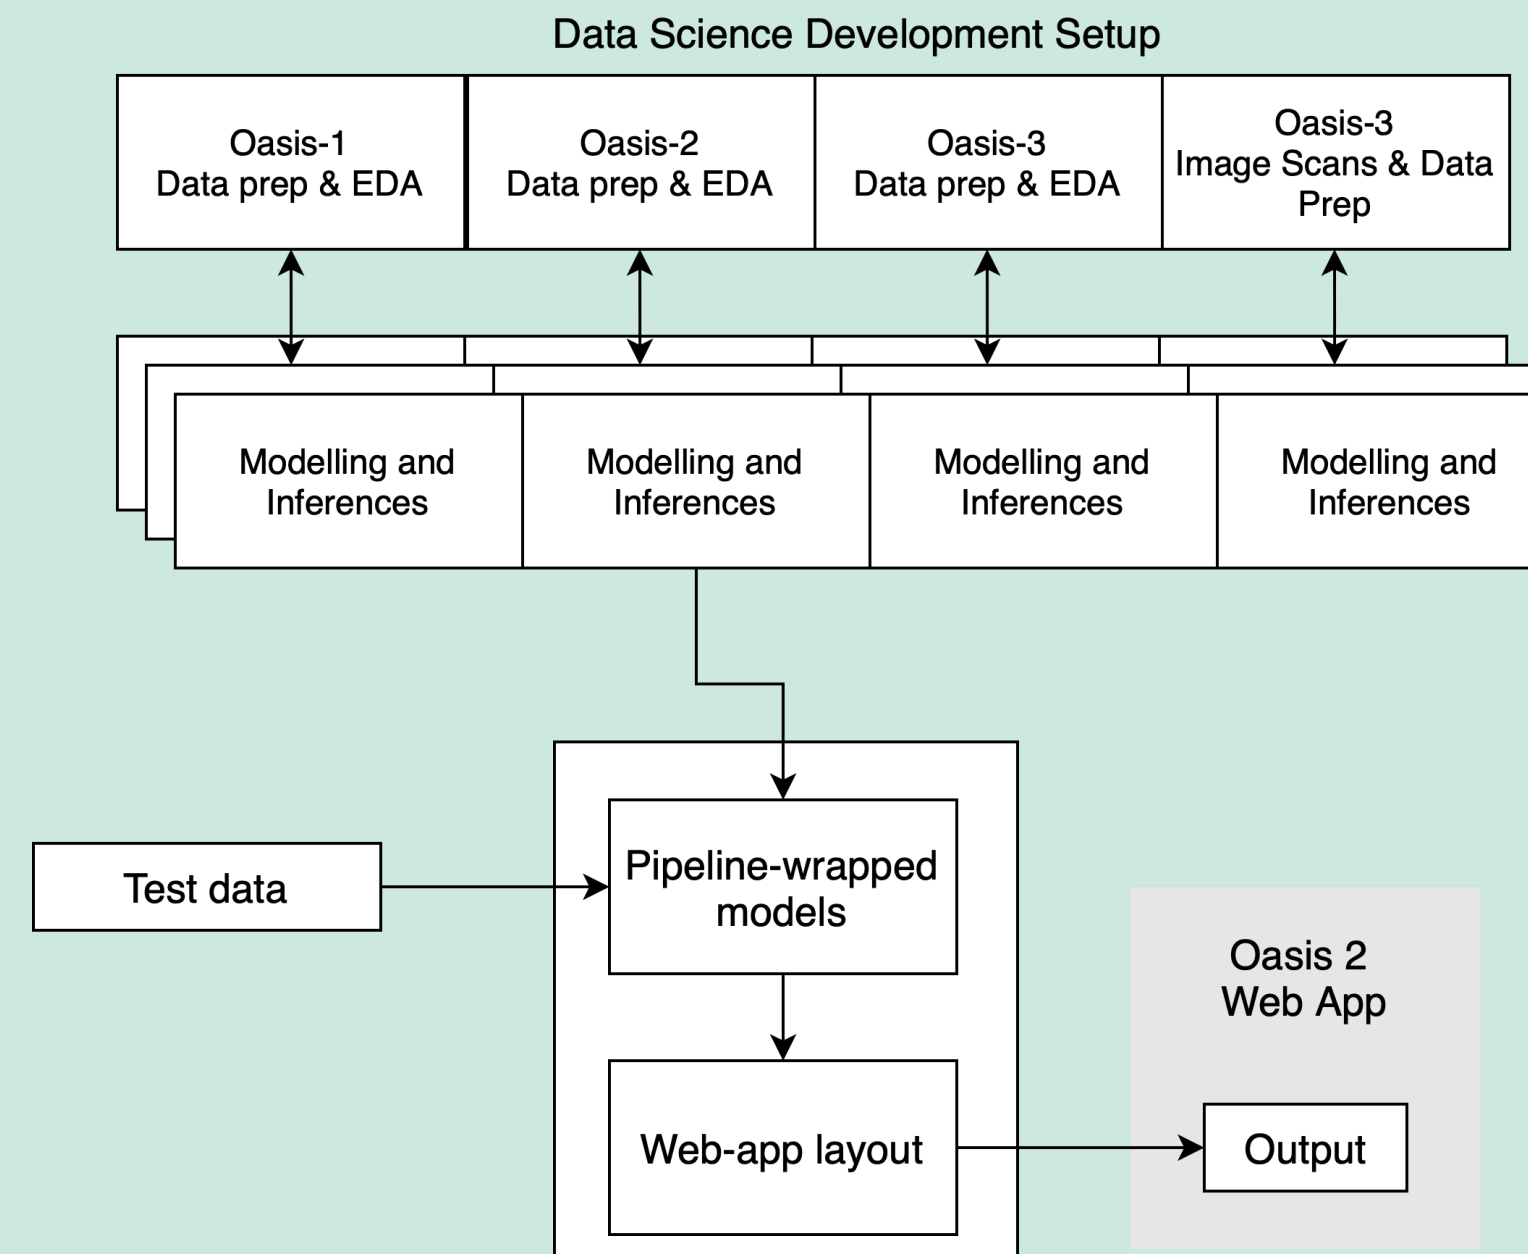 Data Science Development Setup
Oasis-1
Data prep & EDA
Oasis-2
Data prep & EDA
Oasis-3
Data prep & EDA
Oasis-3
Image Scans & Data
Prep
Modelling and
Inferences
Modelling and
Inferences
Modelling and
Inferences
Modelling and
Inferences
Test data
Pipeline-wrapped
models
Web-app layout
Oasis 2
Web App
Output